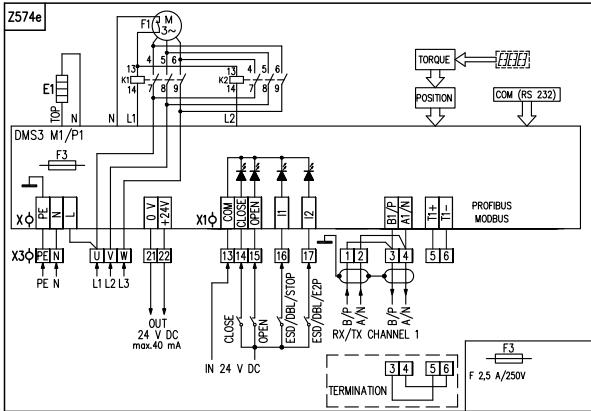 Z574e
F1
M
3~
4 5 6
13
K1
14
7 8 9
13
K2
14
4 5 6
7 8 9
E1
TOP
N
N
L1
L2
TORQUE
POSITION
COM (RS 232)
DMS3 M1/P1
F3
X
PE
N
L
0 V
+24V
X1
COM
CLOSE
OPEN
I1
I2
B1/P
A1/N
T1+
T1-
PROFIBUS
MODBUS
X3
PE N
U V W
21 22
13 14 15
16
17
1 2
3 4
5 6
PE N
L1 L2 L3
OUT
24 V DC
max.40 mA
CLOSE
OPEN
ESD/DBL/STOP
ESD/DBL/E2P
IN 24 V DC
B/P
A/N
B/P
A/N
RX/TX CHANNEL 1
TERMINATION
3 4
5 6
F3
F 2,5 A/250V